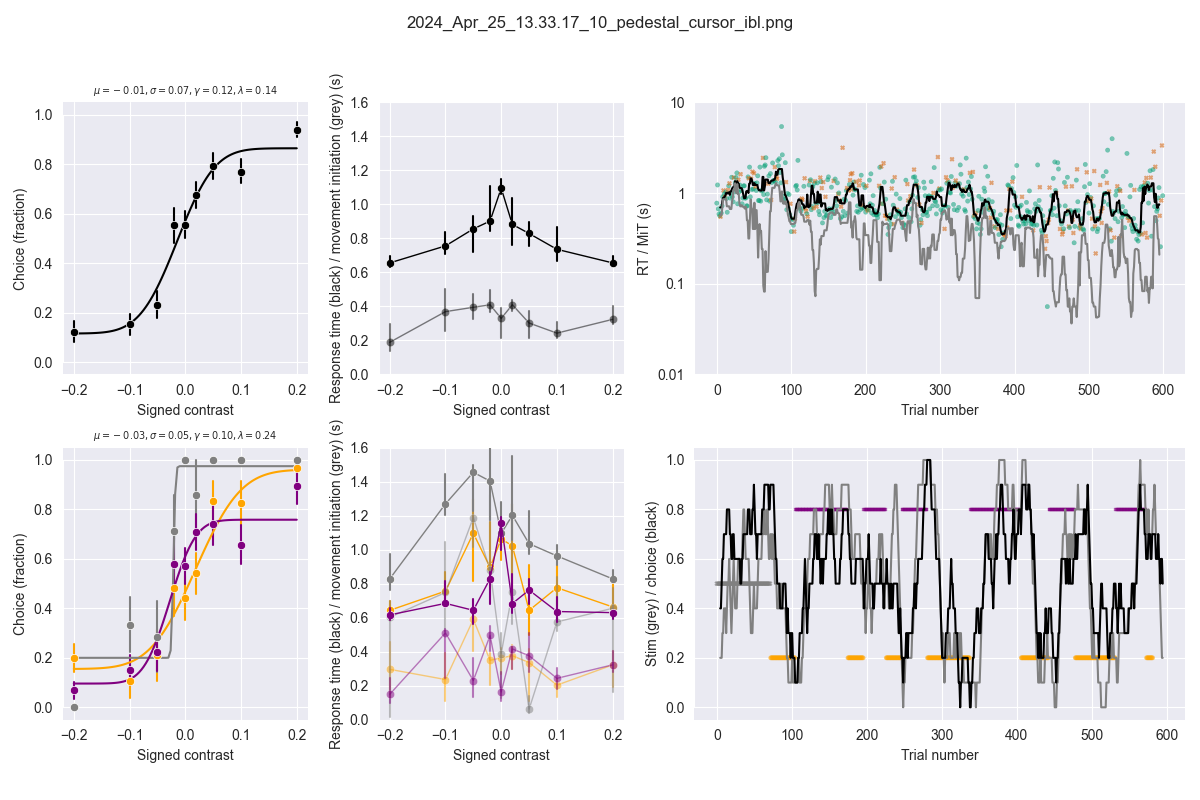 2024_Apr_25_13.33.17_10_pedestal_cursor_ibl.png
μ = − 0.01, σ = 0.07, γ = 0.12, λ = 0.14
Choice (fraction)
1.0
0.8
0.6
0.4
0.2
0.0
−0.2 −0.1 0.0 0.1 0.2
Signed contrast
Response time (black) / movement initiation (grey) (s)
1.6
1.4
1.2
1.0
0.8
0.6
0.4
0.2
0.0
−0.2 −0.1 0.0 0.1 0.2
Signed contrast
RT / MiT (s)
10
1
0.1
0.01
0 100 200 300 400 500 600
Trial number
μ = − 0.03, σ = 0.05, γ = 0.10, λ = 0.24
Choice (fraction)
1.0
0.8
0.6
0.4
0.2
0.0
−0.2 −0.1 0.0 0.1 0.2
Signed contrast
Response time (black) / movement initiation (grey) (s)
1.6
1.4
1.2
1.0
0.8
0.6
0.4
0.2
0.0
−0.2 −0.1 0.0 0.1 0.2
Signed contrast
Stim (grey) / choice (black)
1.0
0.8
0.6
0.4
0.2
0.0
0 100 200 300 400 500 600
Trial number